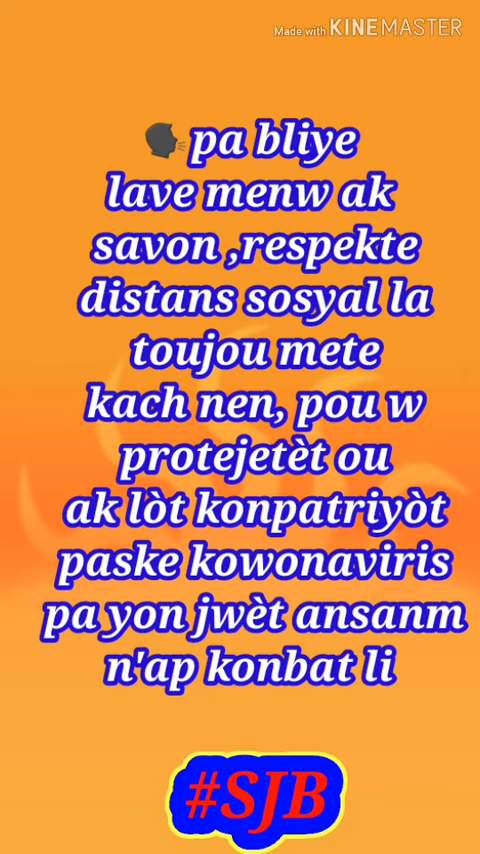 Made with KINEMASTER
🗣pa bliye
lave menw ak
savon ,respekte
distans sosyal la
toujou mete
kach nen, pou w
protejetèt ou
ak lòt konpatriyòt
paske kowonaviris
pa yon jwèt ansanm
n'ap konbat li
#SJB